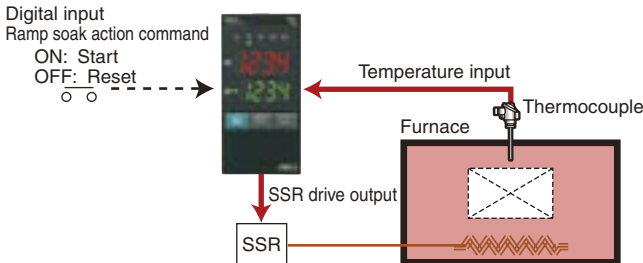 Digital input
Ramp soak action command
ON: Start
OFF: Reset
1234
1234
Temperature input
Thermocouple
Furnace
SSR drive output
SSR